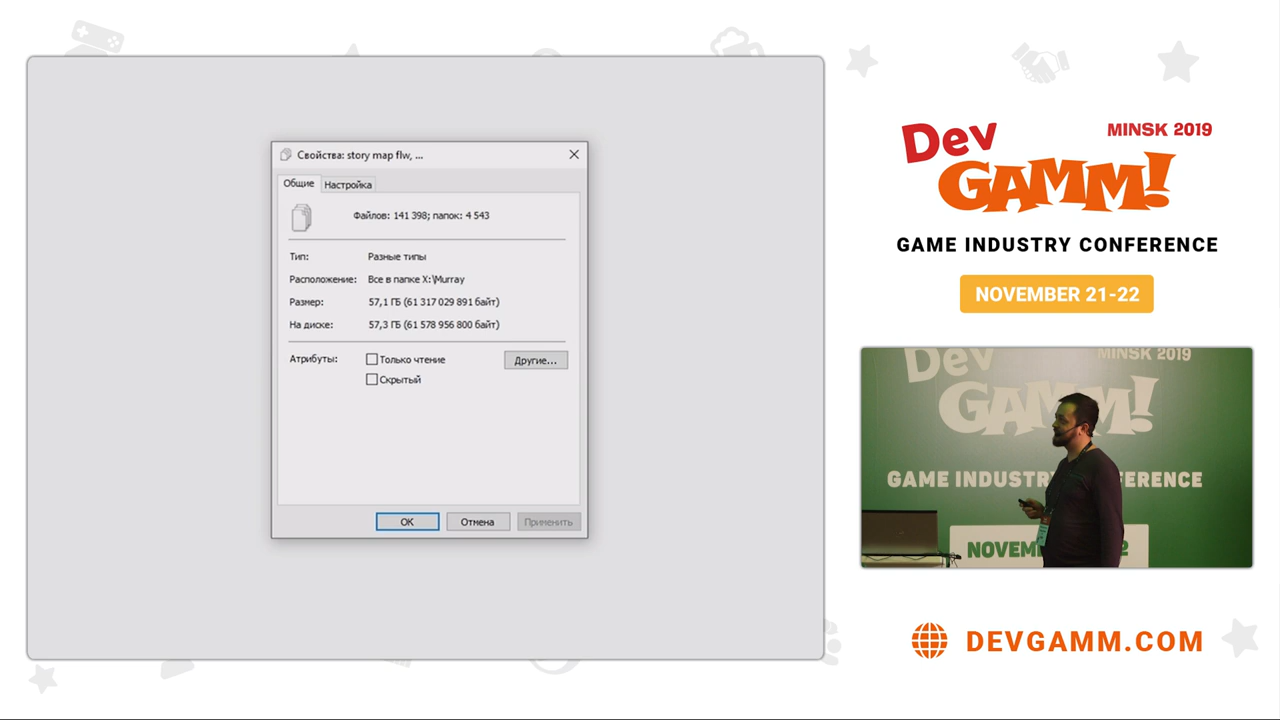 Свойства: story map flw, ...
Общие
Настройка
Файлов: 141 398; папок: 4 543
Тип: Разные типы
Расположение: Все в папке X:\Murray
Размер: 57,1 ГБ (61 317 029 891 байт)
На диске: 57,3 ГБ (61 578 956 800 байт)
Атрибуты: Только чтение Другие...
Скрытый
ОК Отмена Применить
Dev MINSK 2019
GAMM!
GAME INDUSTRY CONFERENCE
NOVEMBER 21-22
Dev MINSK 2019
GAMM!
GAME INDUSTR FERENCE
NOVEM 2
DEVGAMM.COM